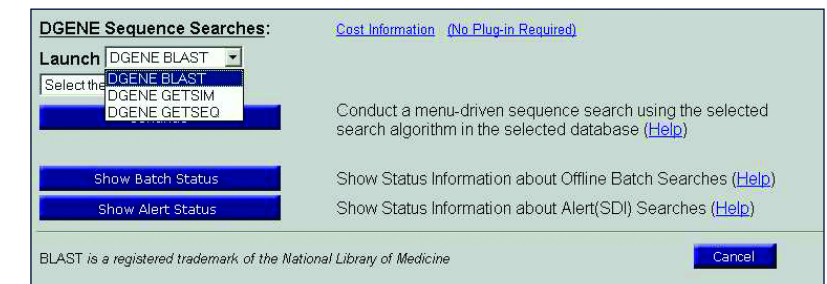 DGENE Sequence Searches:
Cost Information (No Plug-in Required)
Launch DGENE BLAST
DGENE BLAST
Select the
DGENE GETSIM
DGENE GETSEQ
Conduct a menu-driven sequence search using the selected
search algorithm in the selected database (Help)
Show Batch Status
Show Status Information about Offline Batch Searches (Help)
Show Alert Status
Show Status Information about Alert(SDI) Searches (Help)
BLAST is a registered trademark of the National Library of Medicine
Cancel